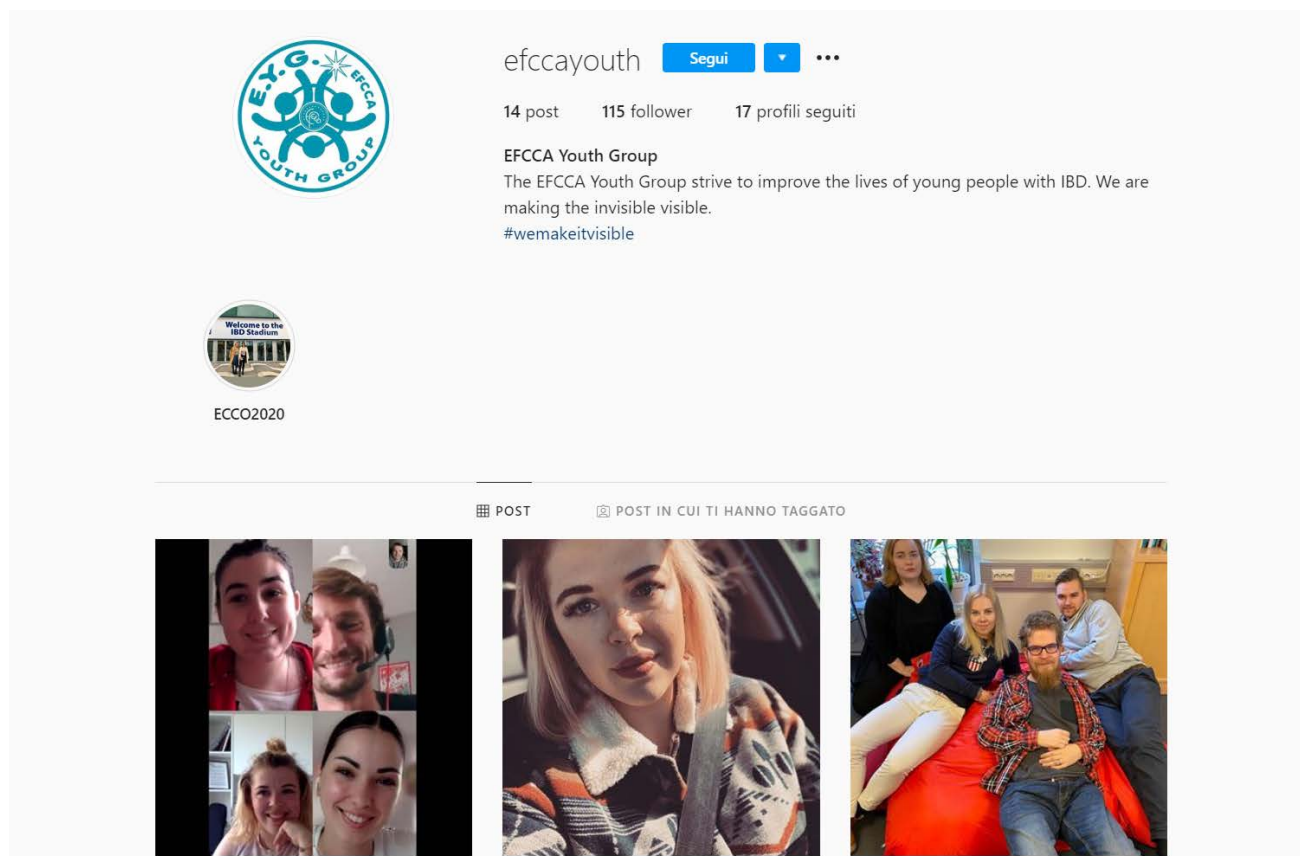 E.Y.G.
EFCCA
YOUTH GROUP
efccayouth
Segui
14 post 115 follower 17 profili seguiti
EFCCA Youth Group
The EFCCA Youth Group strive to improve the lives of young people with IBD. We are
making the invisible visible.
#wemakeitvisible
Welcome to the
IBD Stadium
ECCO2020
POST
POST IN CUI TI HANNO TAGGATO